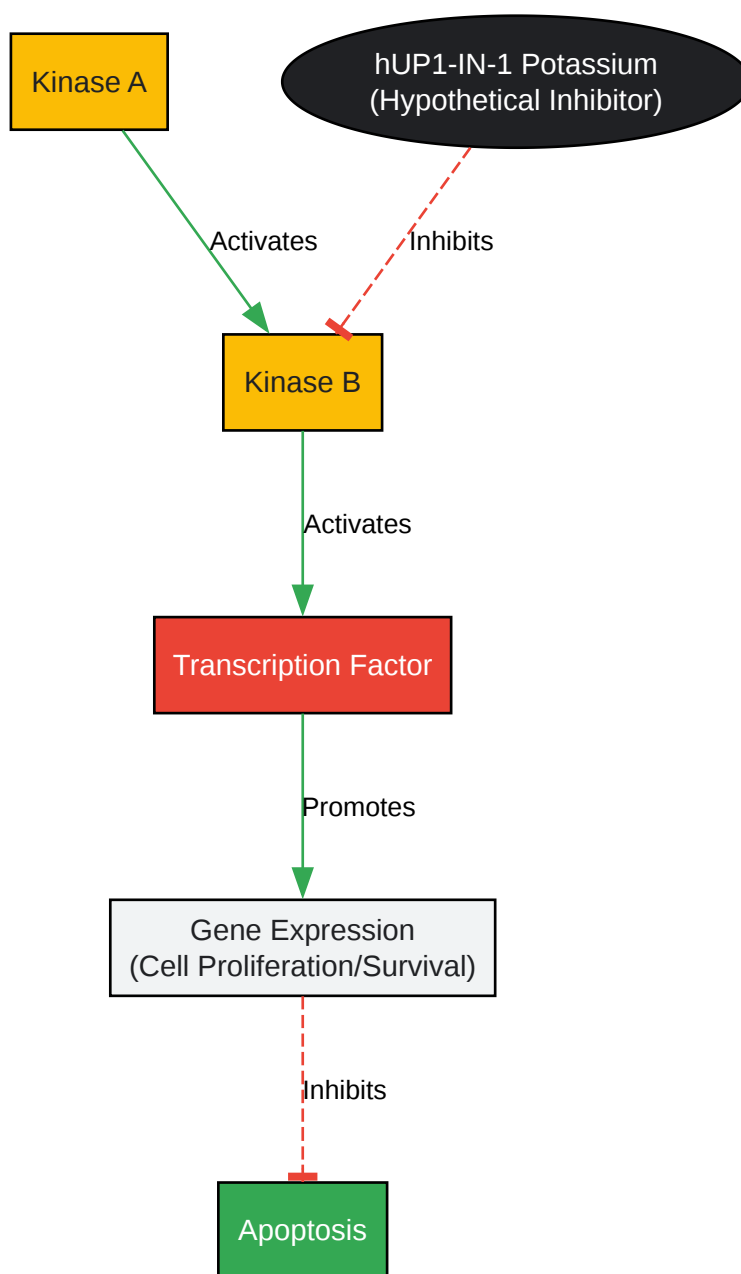 Kinase A
hUP1-IN-1 Potassium
(Hypothetical Inhibitor)
Activates
Inhibits
Kinase B
Activates
Transcription Factor
Promotes
Gene Expression
(Cell Proliferation/Survival)
Inhibits
Apoptosis